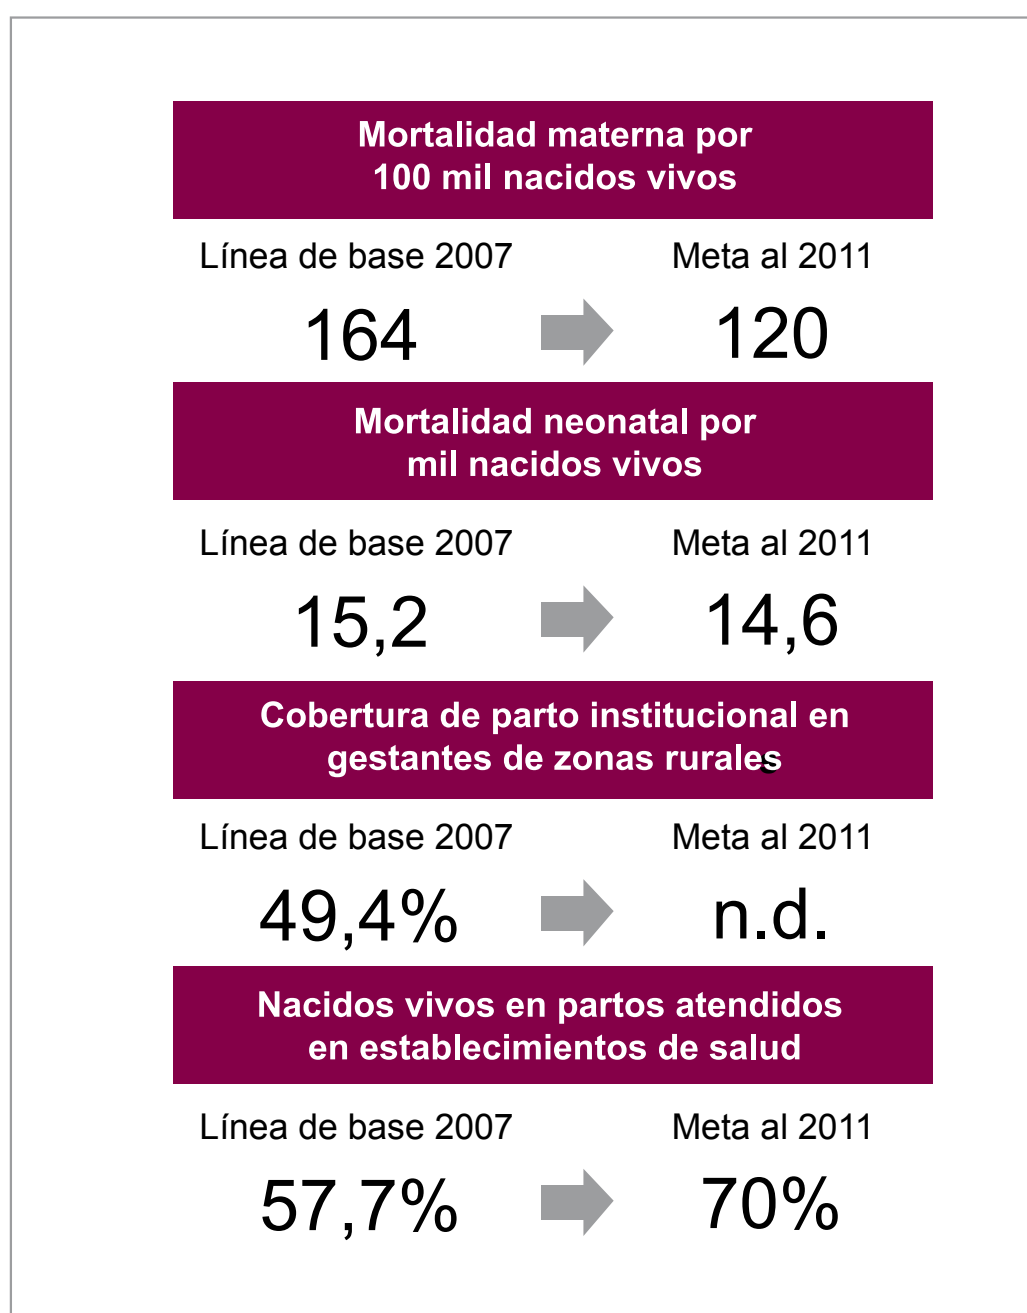 Mortalidad materna por
100 mil nacidos vivos
Línea de base 2007 Meta al 2011
164 120
Mortalidad neonatal por
mil nacidos vivos
Línea de base 2007 Meta al 2011
15,2 14,6
Cobertura de parto institucional en
gestantes de zonas rurales
Línea de base 2007 Meta al 2011
49,4% n.d.
Nacidos vivos en partos atendidos
en establecimientos de salud
Línea de base 2007 Meta al 2011
57,7% 70%